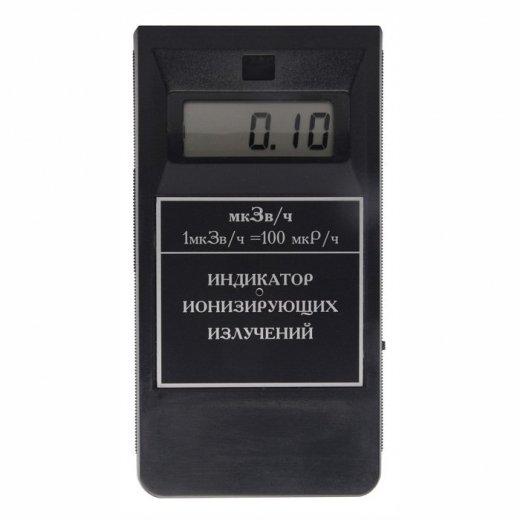 0.10
мкЗв/ч
1мкЗв/ч =100 мкР/ч
ИНДИКАТОР
ИОНИЗИРУЮЩИХ
ИЗЛУЧЕНИЙ